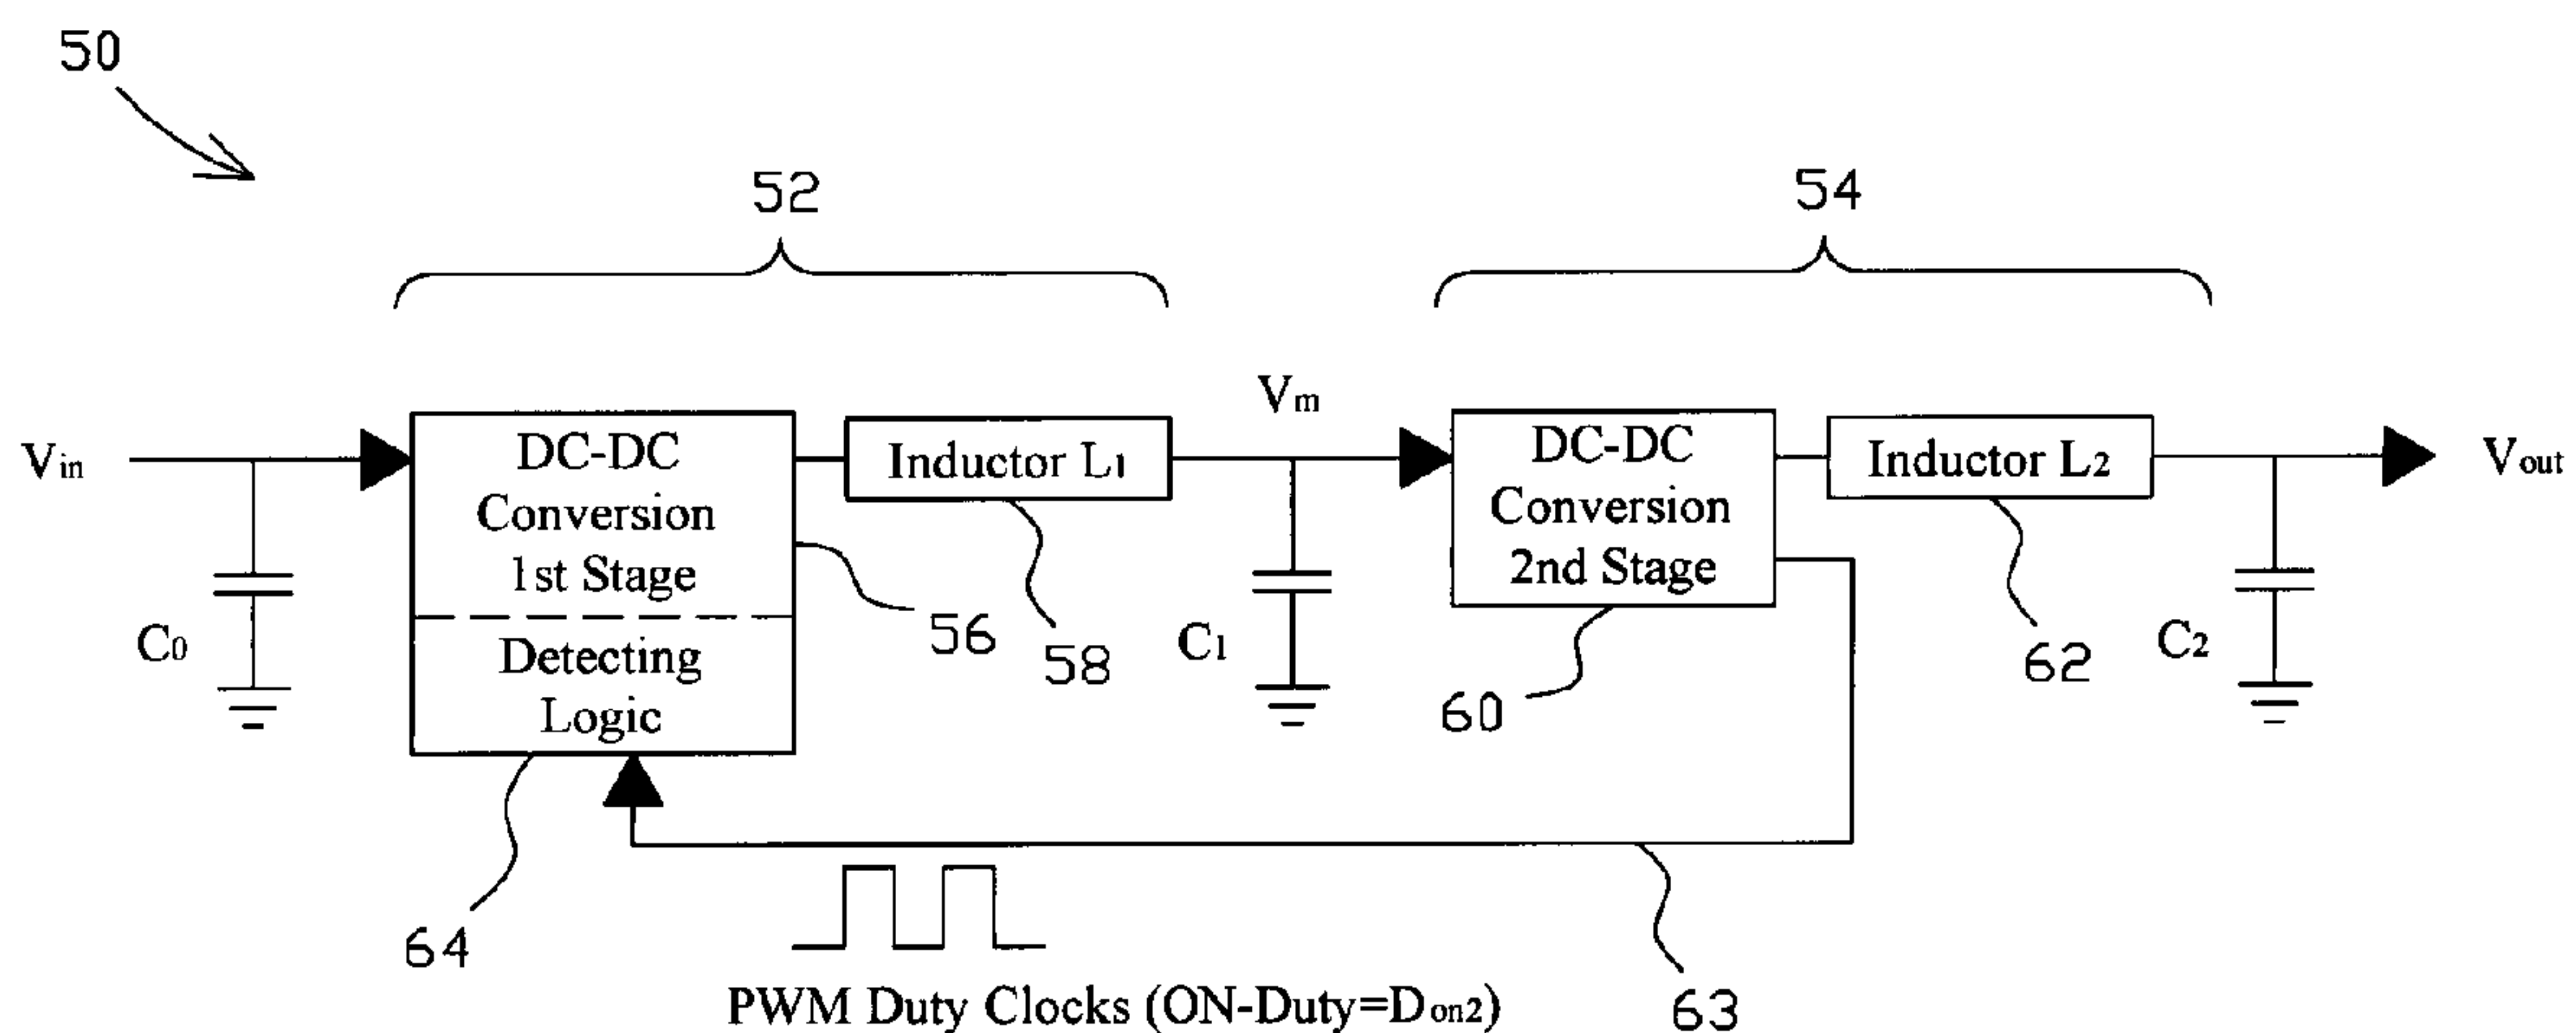 50
52
54
Vin
DC-DC
Conversion
1st Stage
Detecting
Logic
Inductor L1
Vm
DC-DC
Conversion
2nd Stage
Inductor L2
Vout
C0
56
58
C1
60
62
C2
64
63
PWM Duty Clocks (ON-Duty=Don2)